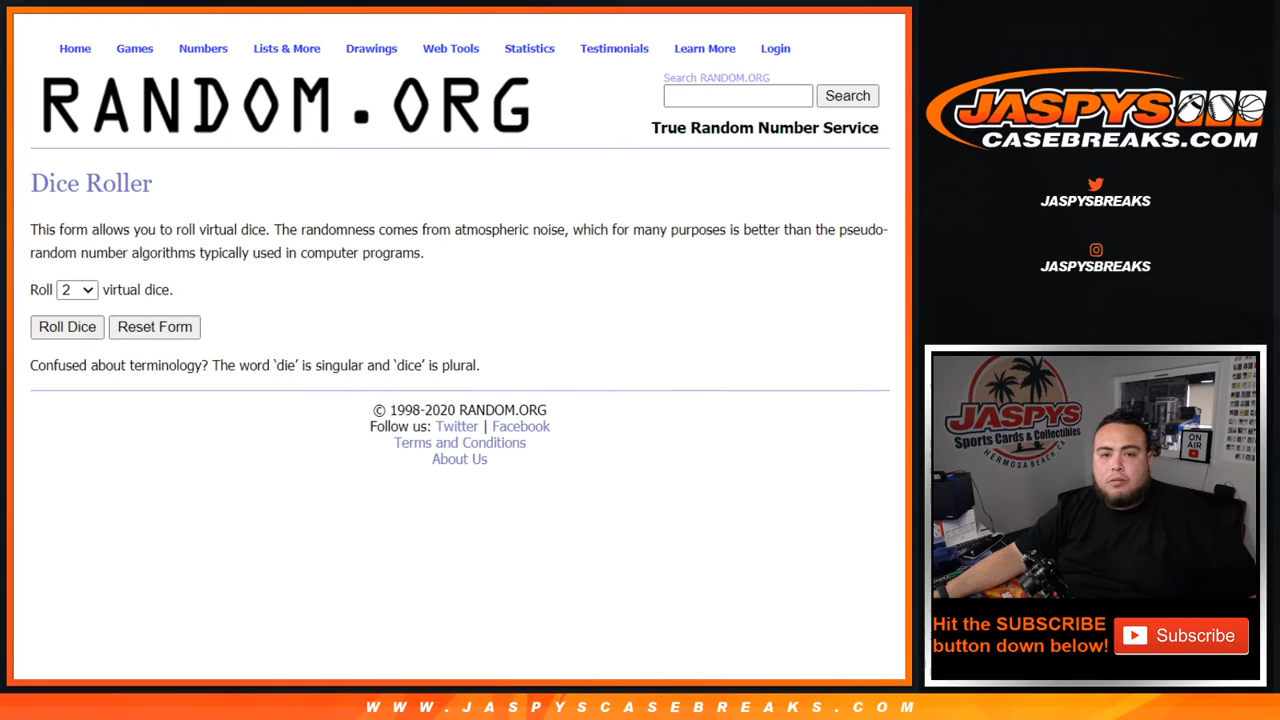 Home Games Numbers Lists & More Drawings Web Tools Statistics Testimonials Learn More Login
RANDOM.ORG
Search RANDOM.ORG
Search
True Random Number Service
Dice Roller
This form allows you to roll virtual dice. The randomness comes from atmospheric noise, which for many purposes is better than the pseudo-
random number algorithms typically used in computer programs.
Roll 2 virtual dice.
Roll Dice Reset Form
Confused about terminology? The word ‘die’ is singular and ‘dice’ is plural.
© 1998-2020 RANDOM.ORG
Follow us: Twitter | Facebook
Terms and Conditions
About Us
JASPYS
CASEBREAKS.COM
JASPYSBREAKS
JASPYSBREAKS
JASPYS
Sports Cards & Collectibles
HERMOSA BEACH, CA
ON
AIR
Hit the SUBSCRIBE
button down below!
Subscribe
WWW.JASPYSCASEBREAKS.COM